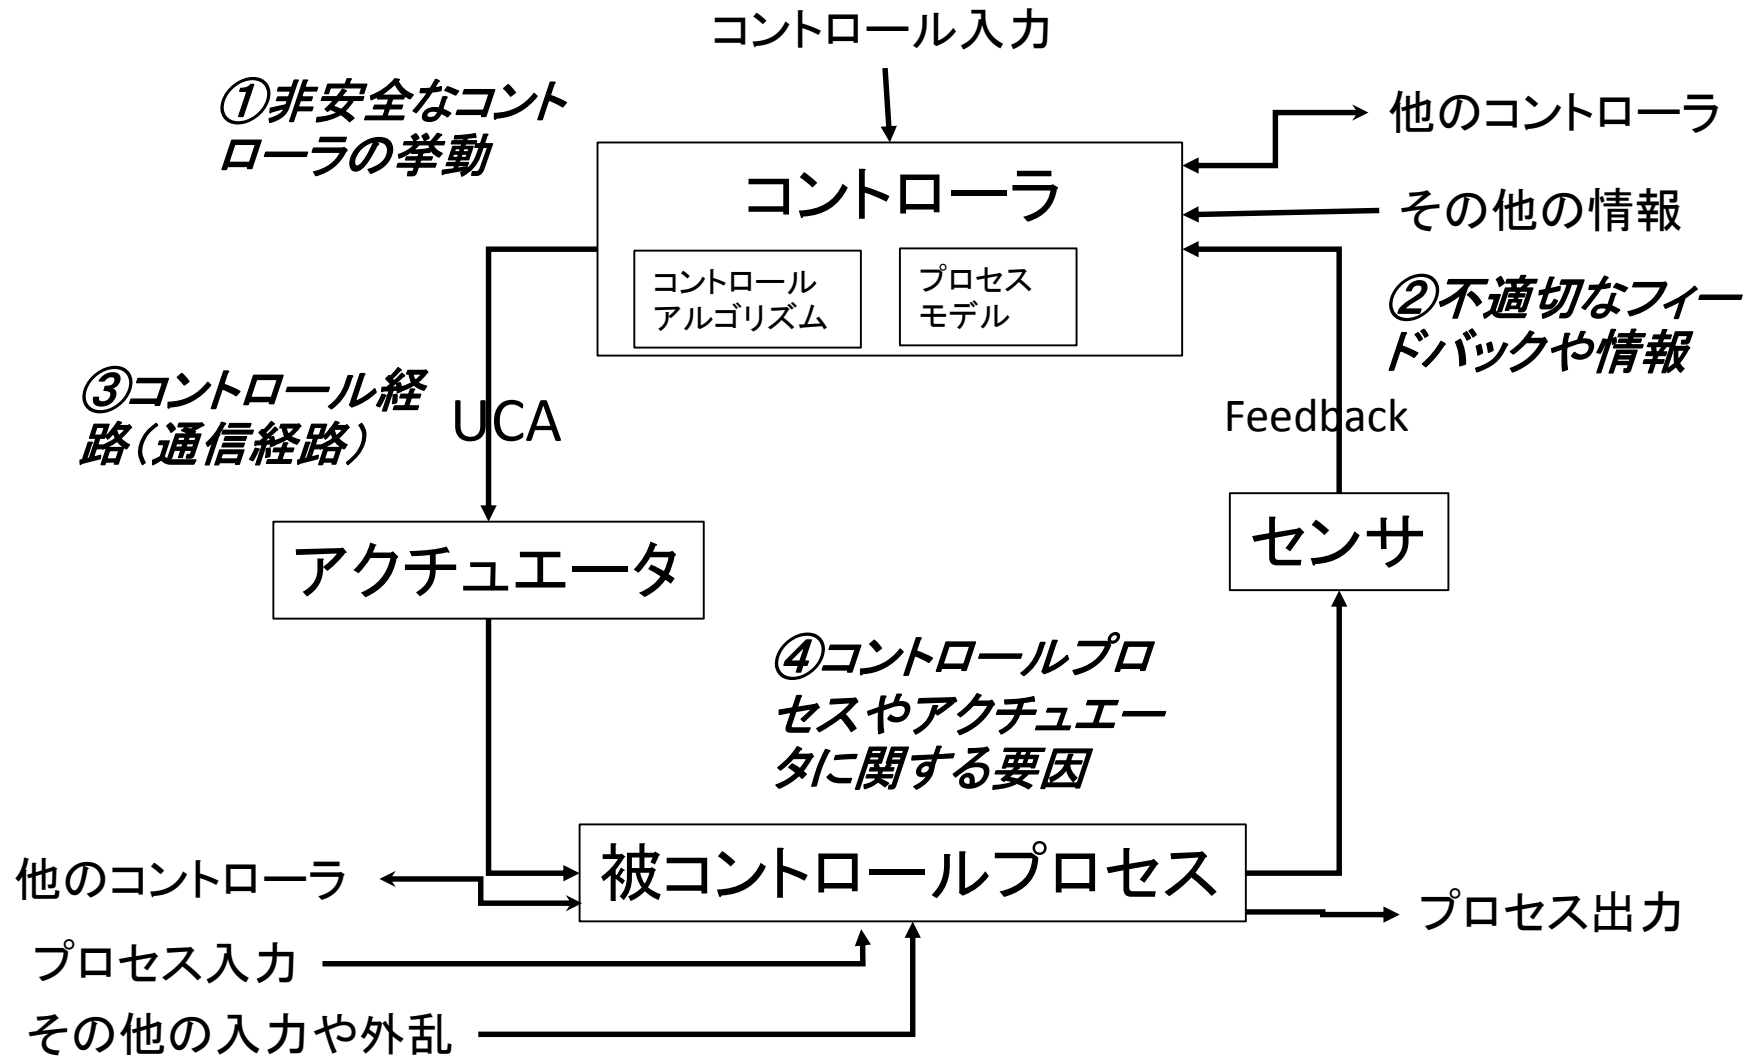 コントロール入力
①非安全なコント
ローラの挙動
他のコントローラ
コントローラ
その他の情報
コントロール
アルゴリズム
プロセス
モデル
②不適切なフィー
ドバックや情報
③コントロール経
路(通信経路)
UCA
Feedback
アクチュエータ
センサ
④コントロールプロ
セスやアクチュエー
タに関する要因
他のコントローラ
被コントロールプロセス
プロセス出力
プロセス入力
その他の入力や外乱